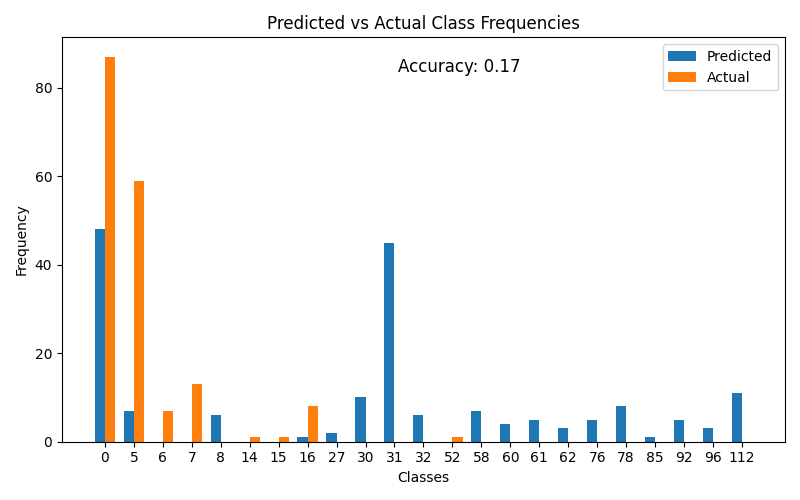 Predicted vs Actual Class Frequencies
Accuracy: 0.17
Predicted
Actual
80
60
40
20
0
Frequency
0 5 6 7 8 14 15 16 27 30 31 32 52 58 60 61 62 76 78 85 92 96 112
Classes